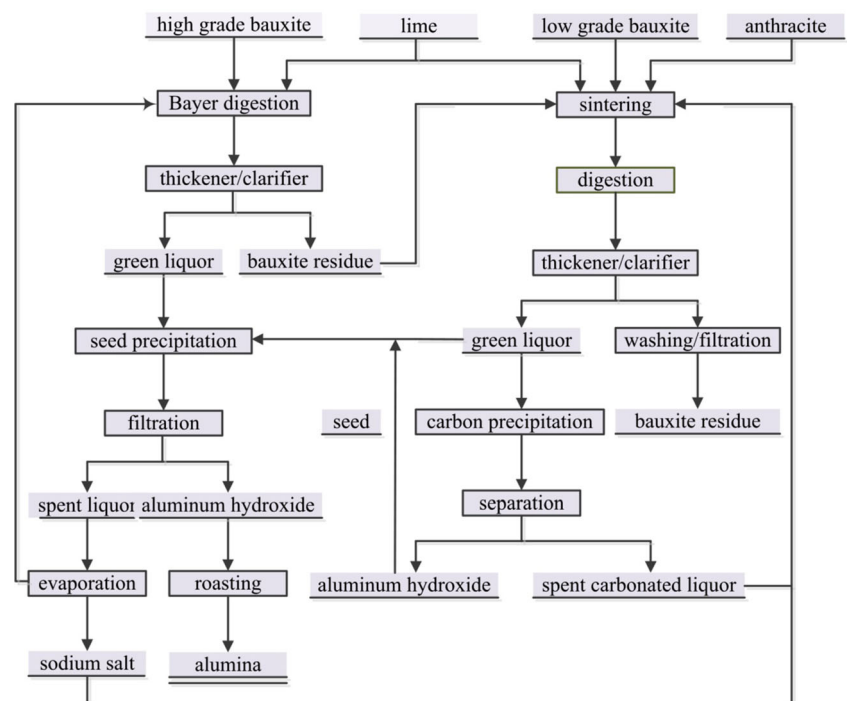 high grade bauxite
lime
low grade bauxite
anthracite
Bayer digestion
sintering
thickener/clarifier
digestion
green liquor
bauxite residue
thickener/clarifier
seed precipitation
green liquor
washing/filtration
filtration
seed
carbon precipitation
bauxite residue
spent liquor
aluminum hydroxide
separation
evaporation
roasting
aluminum hydroxide
spent carbonated liquor
sodium salt
alumina